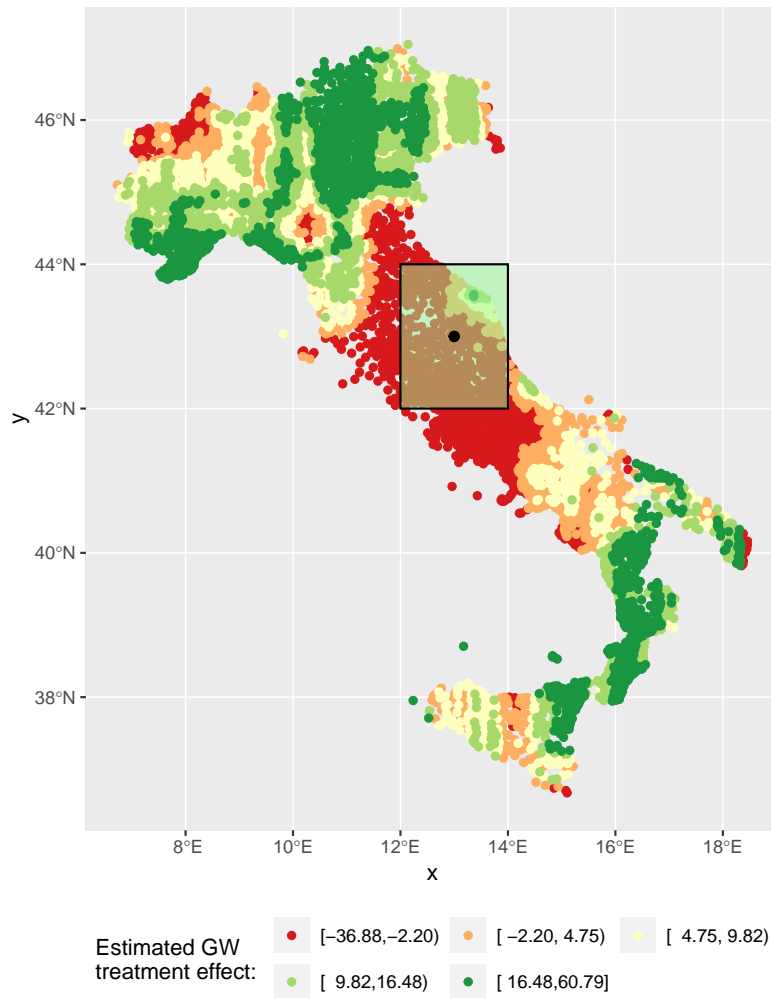 46°N
44°N
42°N
40°N
38°N
y
8°E 10°E 12°E 14°E 16°E 18°E
x
Estimated GW
treatment effect:
[−36.88,−2.20)
[ −2.20, 4.75)
[ 4.75, 9.82)
[ 9.82,16.48)
[ 16.48,60.79]